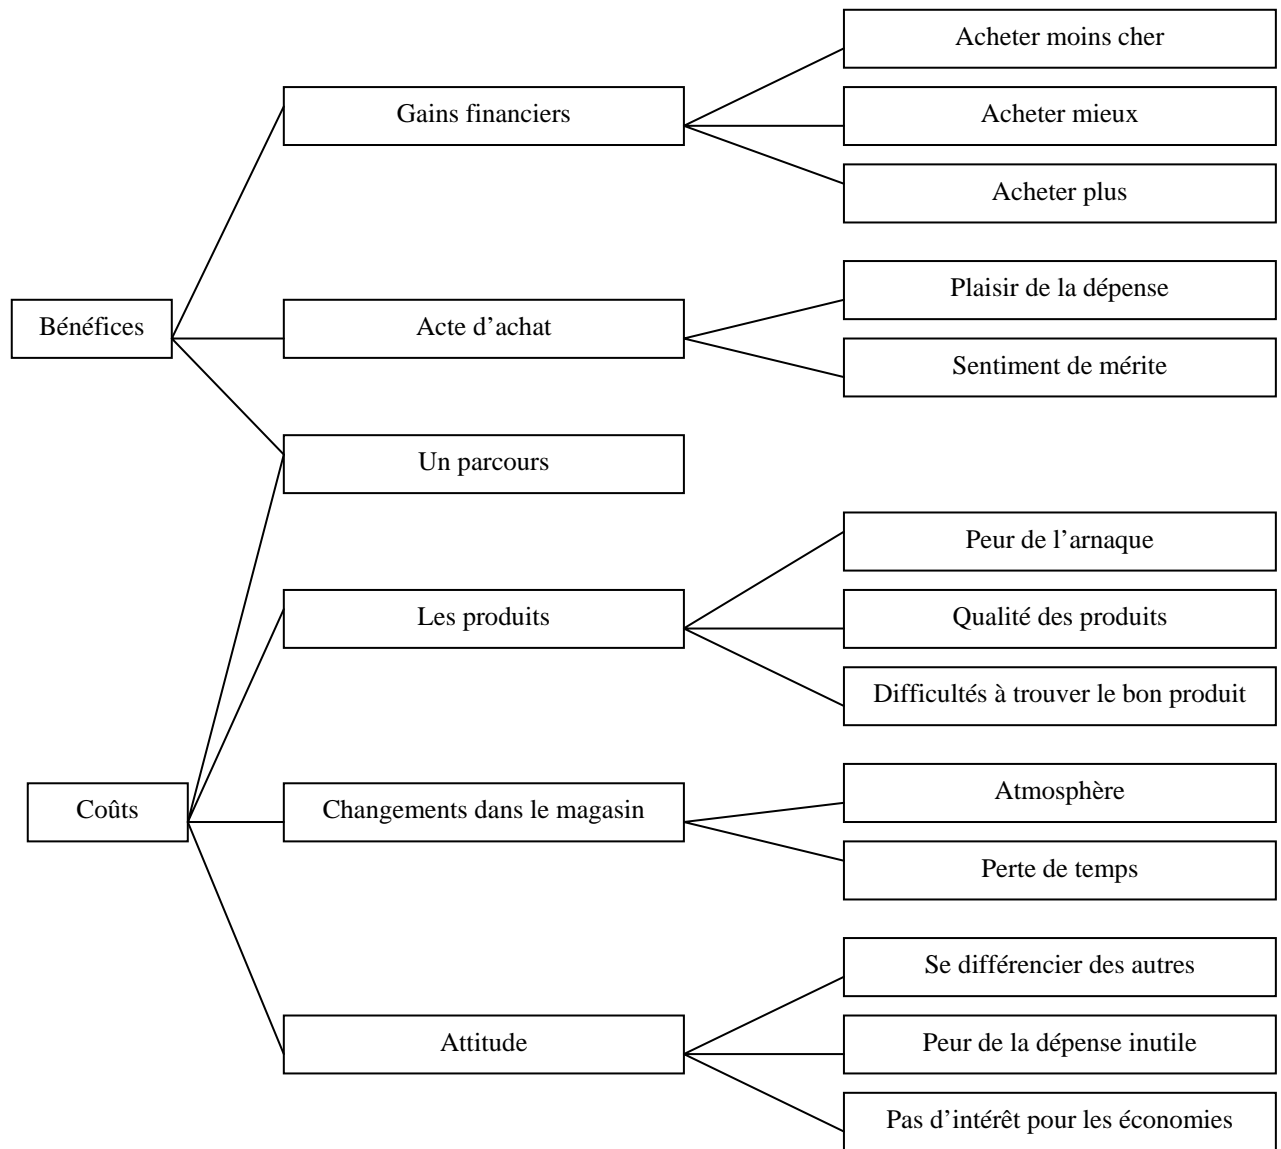 Acheter moins cher
Gains financiers
Acheter mieux
Acheter plus
Plaisir de la dépense
Bénéfices
Acte d’achat
Sentiment de mérite
Un parcours
Peur de l’arnaque
Les produits
Qualité des produits
Difficultés à trouver le bon produit
Atmosphère
Coûts
Changements dans le magasin
Perte de temps
Se différencier des autres
Attitude
Peur de la dépense inutile
Pas d’intérêt pour les économies